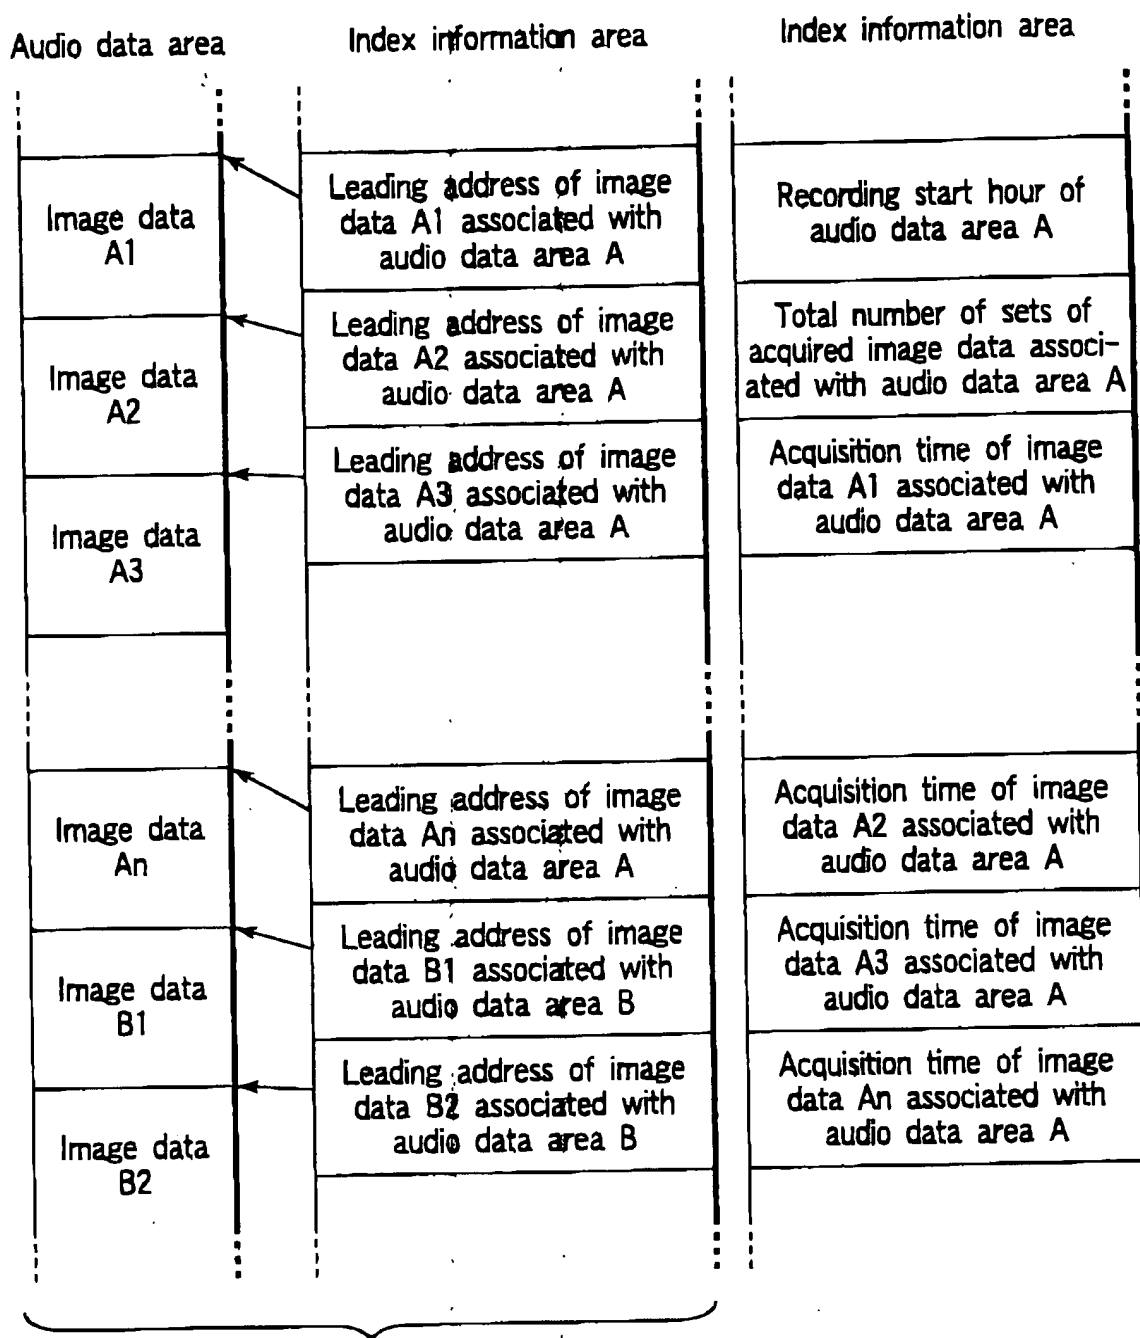 Audio data area
Image data
A1
Image data
A2
Image data
A3
Image data
An
Image data
B1
Image data
B2
Index information area
Leading address of image
data A1 associated with
audio data area A
Leading address of image
data A2 associated with
audio data area A
Leading address of image
data A3 associated with
audio data area A
Leading address of image
data An associated with
audio data area A
Leading address of image
data B1 associated with
audio data area B
Leading address of image
data B2 associated with
audio data area B
Index information area
Recording start hour of
audio data area A
Total number of sets of
acquired image data associ-
ated with audio data area A
Acquisition time of image
data A1 associated with
audio data area A
Acquisition time of image
data A2 associated with
audio data area A
Acquisition time of image
data A3 associated with
audio data area A
Acquisition time of image
data An associated with
audio data area A